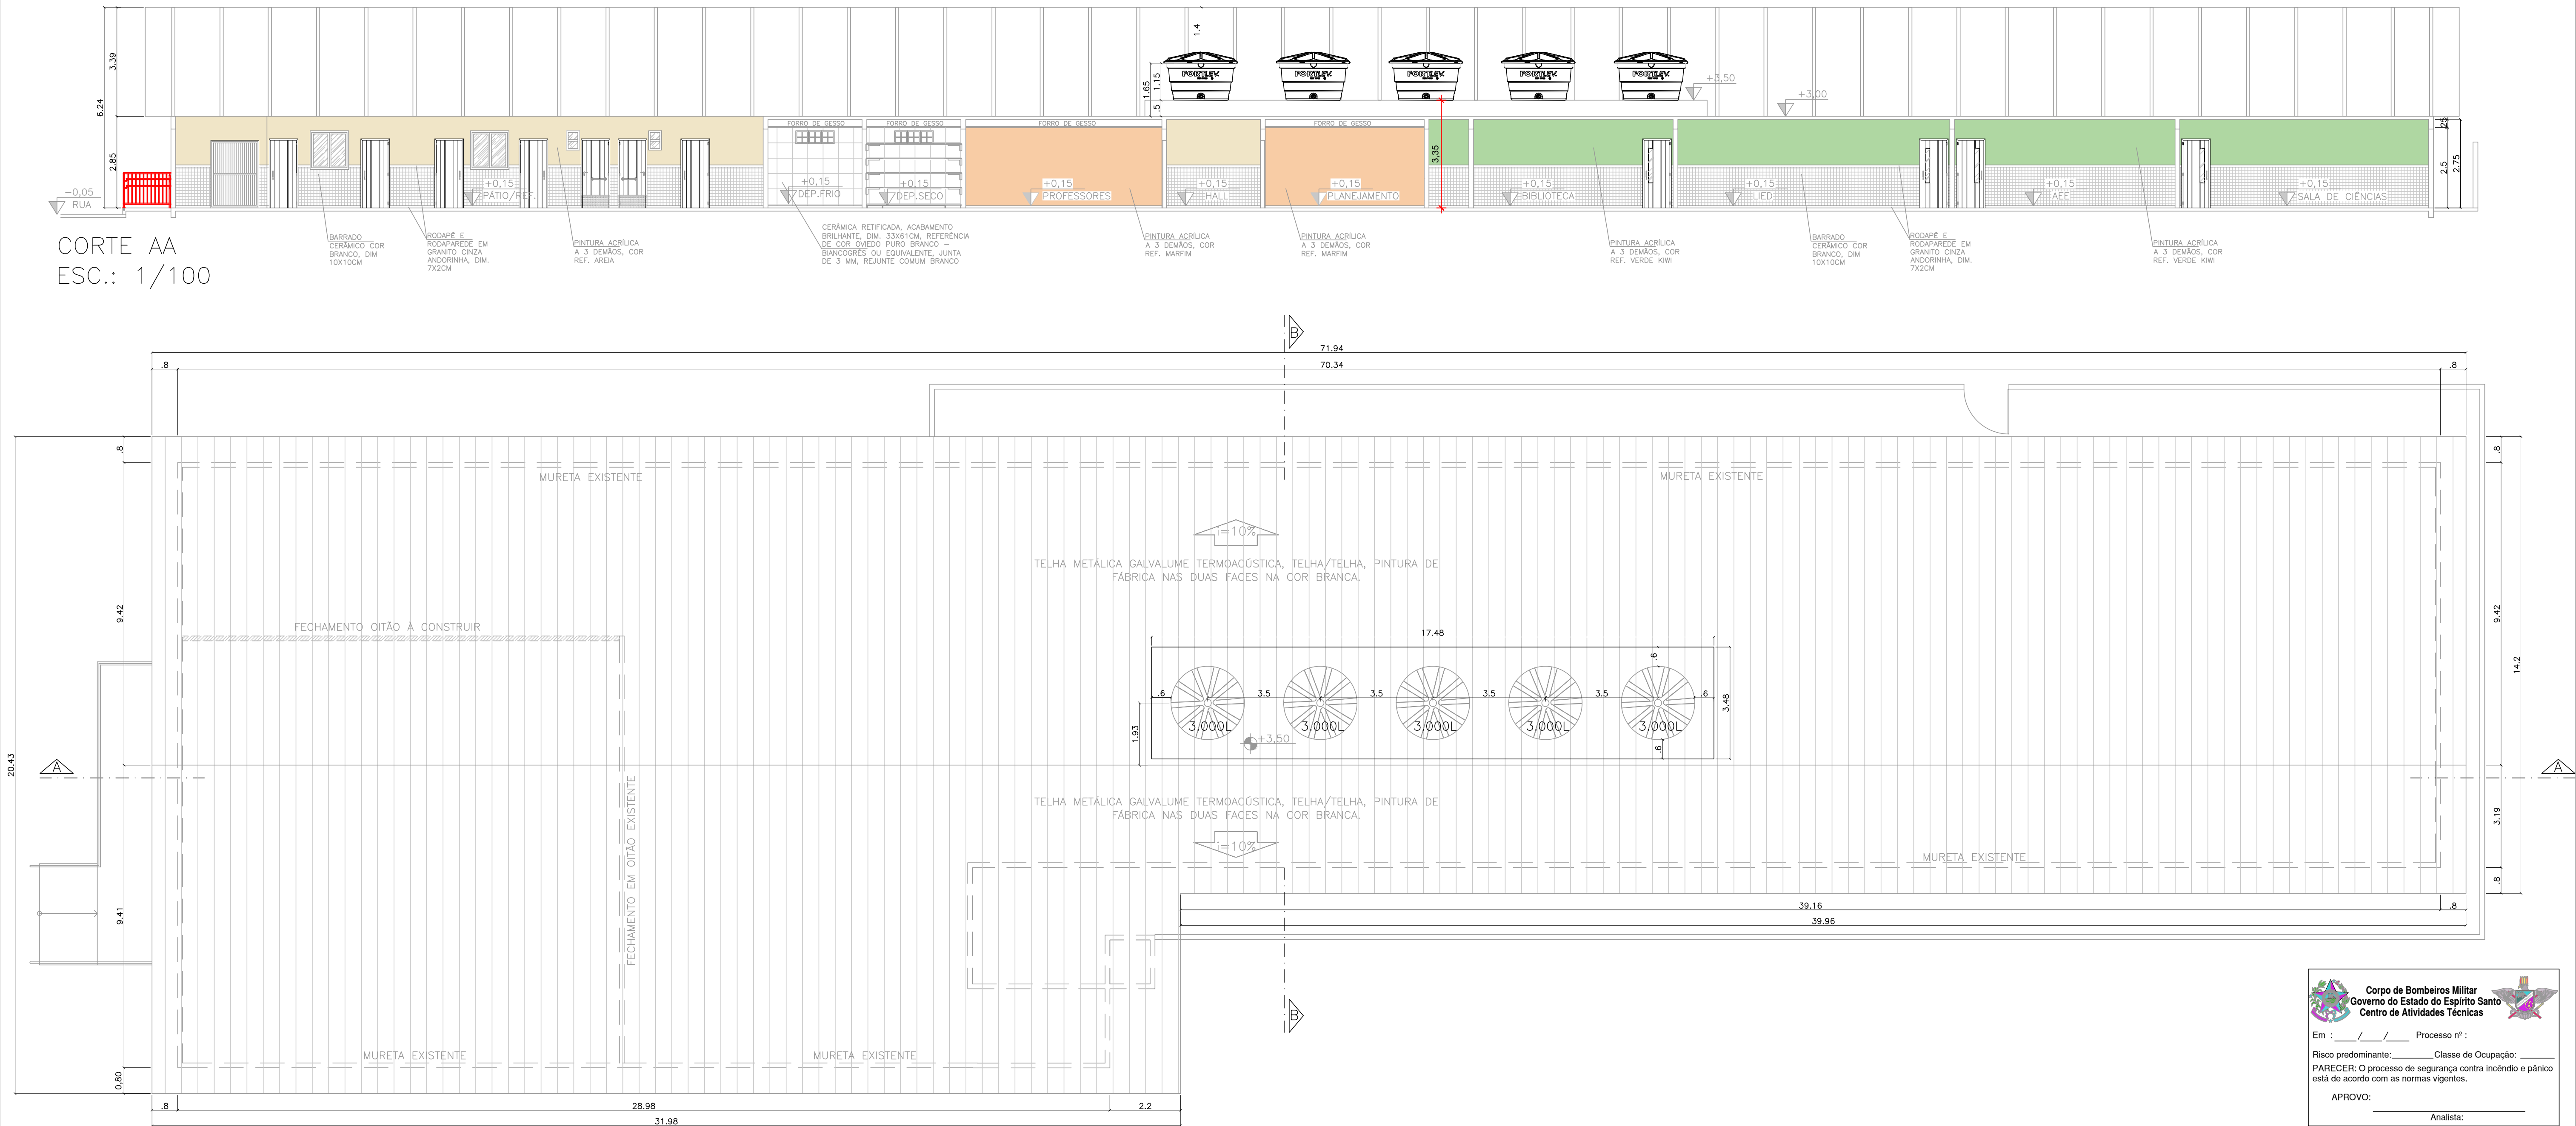 1.4
3.39
6.24
2.85
1.65
1.15
.5
FORTLEV.
FORTLEV.
FORTLEV.
FORTLEV.
FORTLEV.
+3,50
+3,00
FORRO DE GESSO
FORRO DE GESSO
FORRO DE GESSO
FORRO DE GESSO
3.35
.25
2.5
2.75
-0,05
RUA
+0,15
PÁTIO/REF.
+0,15
DEP.FRIO
+0,15
DEP.SECO
+0,15
PROFESSORES
+0,15
HALL
+0,15
PLANEJAMENTO
+0,15
BIBLIOTECA
+0,15
LIED
+0,15
AEE
+0,15
SALA DE CIÊNCIAS
CORTE AA
ESC.: 1/100
BARRADO
CERÂMICO COR
BRANCO, DIM
10X10CM
RODAPÉ E
RODAPAREDE EM
GRANITO CINZA
ANDORINHA, DIM.
7X2CM
PINTURA ACRÍLICA
A 3 DEMÃOS, COR
REF. AREIA
CERÂMICA RETIFICADA, ACABAMENTO
BRILHANTE, DIM. 33X61CM, REFERÊNCIA
DE COR OVIEDO PURO BRANCO –
BIANCOGRÊS OU EQUIVALENTE, JUNTA
DE 3 MM, REJUNTE COMUM BRANCO
PINTURA ACRÍLICA
A 3 DEMÃOS, COR
REF. MARFIM
PINTURA ACRÍLICA
A 3 DEMÃOS, COR
REF. MARFIM
PINTURA ACRÍLICA
A 3 DEMÃOS, COR
REF. VERDE KIWI
BARRADO
CERÂMICO COR
BRANCO, DIM
10X10CM
RODAPÉ E
RODAPAREDE EM
GRANITO CINZA
ANDORINHA, DIM.
7X2CM
PINTURA ACRÍLICA
A 3 DEMÃOS, COR
REF. VERDE KIWI
B
71.94
.8
70.34
.8
.8
.8
MURETA EXISTENTE
MURETA EXISTENTE
i=10%
TELHA METÁLICA GALVALUME TERMOACÚSTICA, TELHA/TELHA, PINTURA DE
FÁBRICA NAS DUAS FACES NA COR BRANCA.
9.42
9.42
FECHAMENTO OITÃO À CONSTRUIR
17.48
.6
14.2
.6
3.5
3.5
3.5
3.5
.6
3.48
1.93
3.000L
3.000L
3.000L
3.000L
3.000L
+3,50
.6
20.43
A
A
FECHAMENTO EM OITÃO EXISTENTE
TELHA METÁLICA GALVALUME TERMOACÚSTICA, TELHA/TELHA, PINTURA DE
FÁBRICA NAS DUAS FACES NA COR BRANCA.
3.19
i=10%
MURETA EXISTENTE
.8
39.16
.8
39.96
9.41
B
MURETA EXISTENTE
MURETA EXISTENTE
0.80
.8
28.98
2.2
31.98
Corpo de Bombeiros Militar
Governo do Estado do Espírito Santo
Centro de Atividades Técnicas
Em : ____/____/____ Processo nº :
Risco predominante:________ Classe de Ocupação: _______
PARECER: O processo de segurança contra incêndio e pânico
está de acordo com as normas vigentes.
APROVO:
Analista: